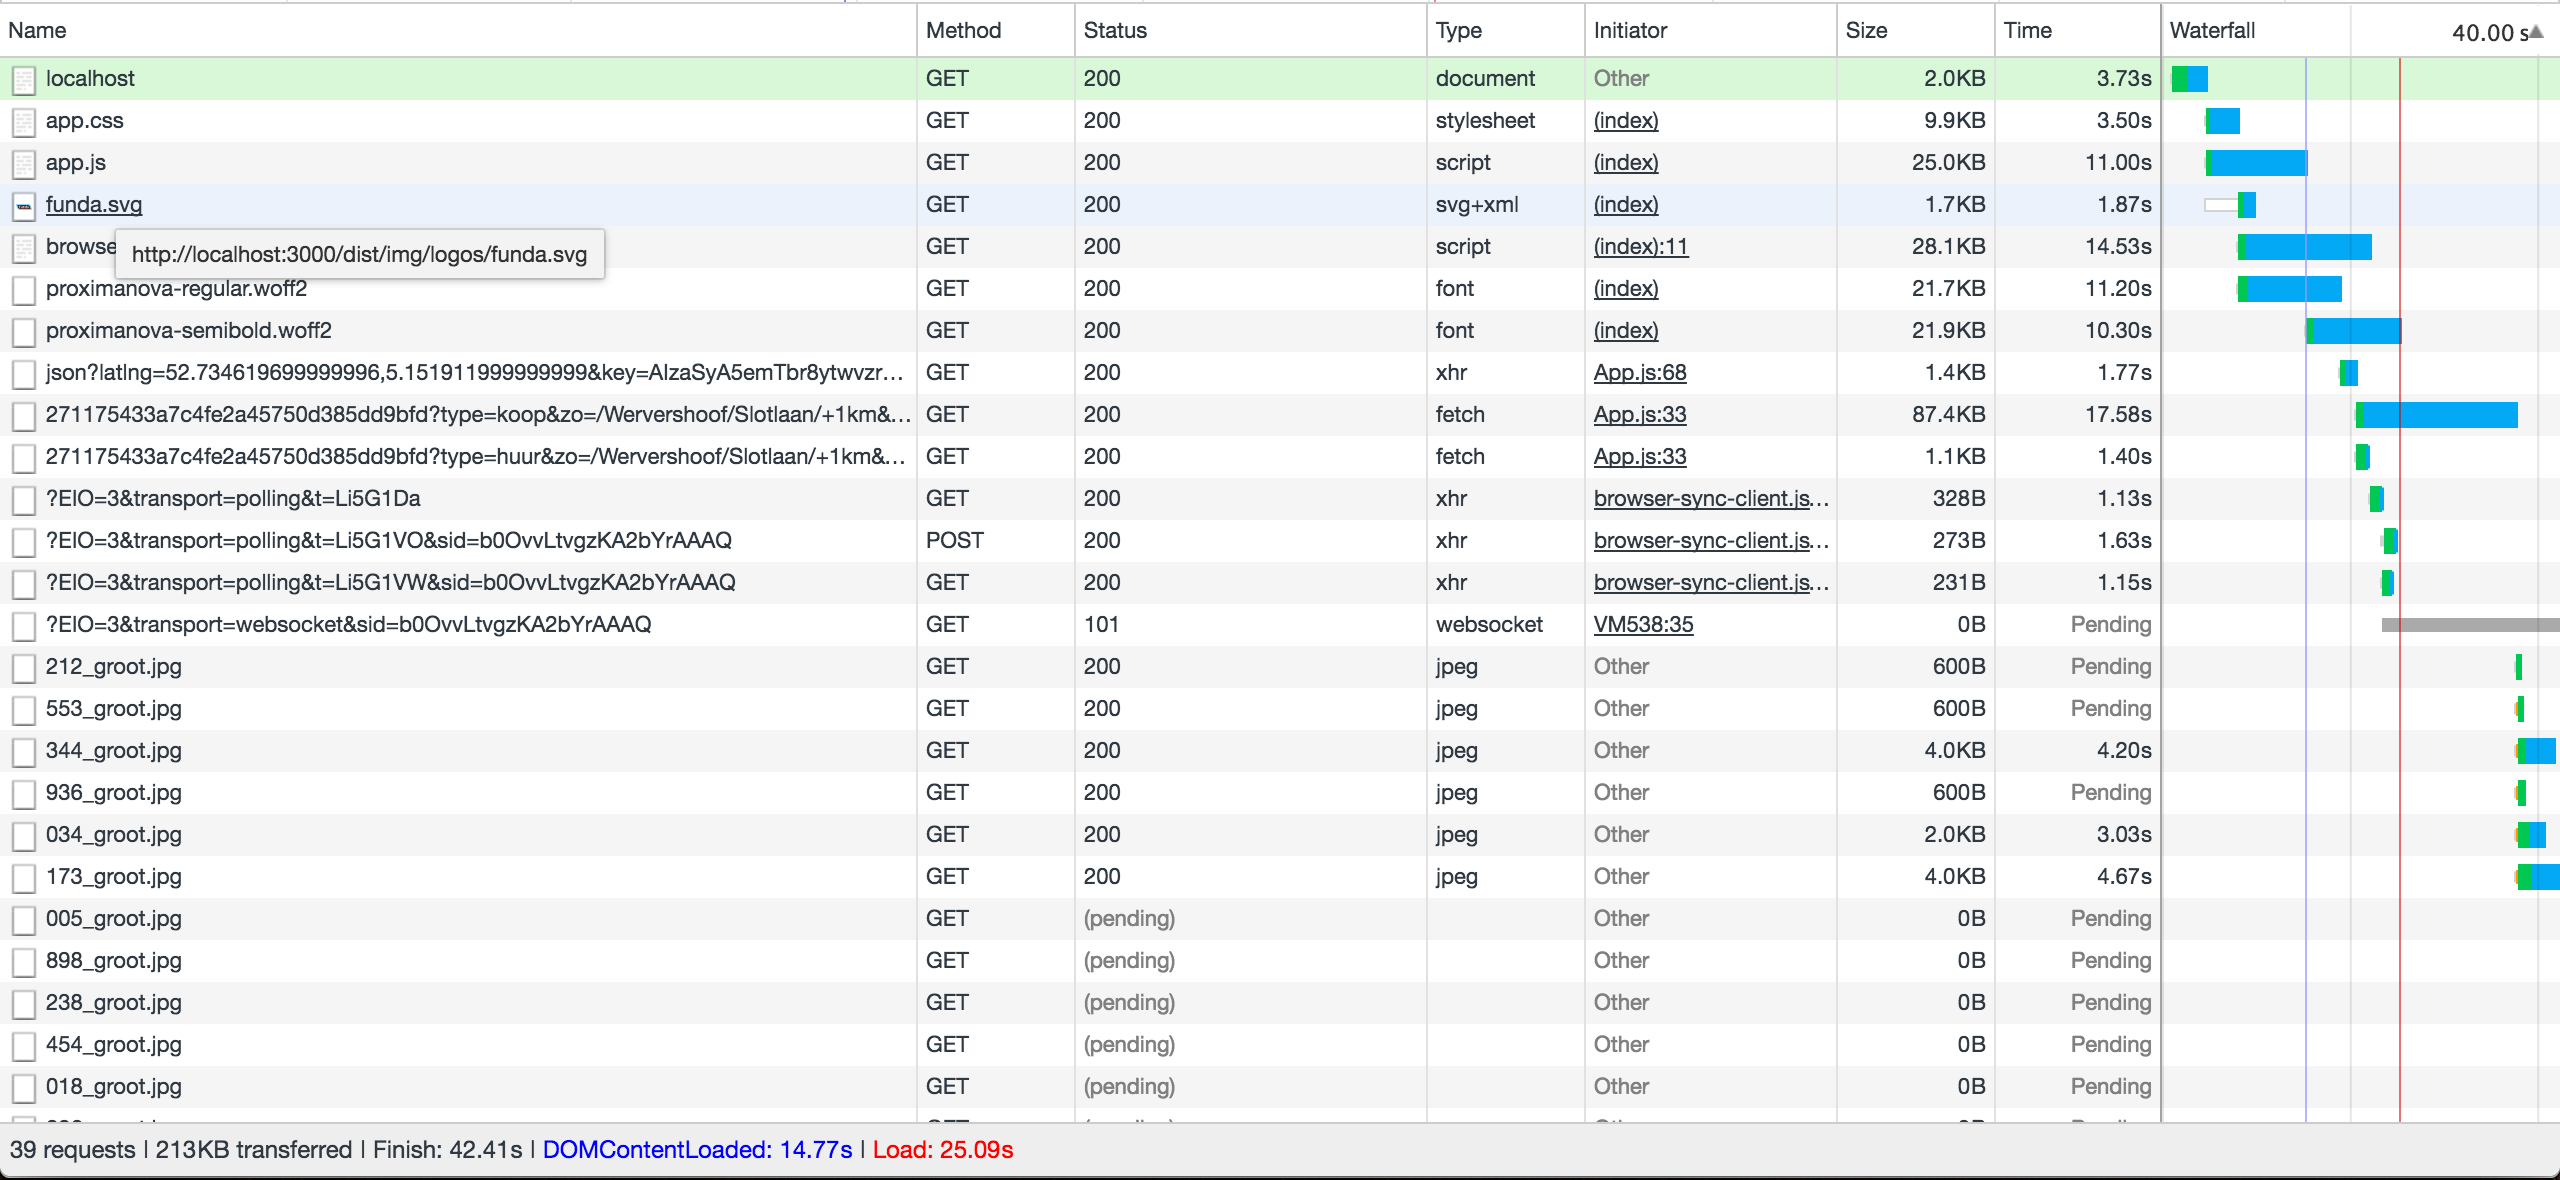 Name Method Status Type Initiator Size Time Waterfall 40.00 s
localhost GET 200 document Other 2.0KB 3.73s
app.css GET 200 stylesheet (index) 9.9KB 3.50s
app.js GET 200 script (index) 25.0KB 11.00s
funda.svg GET 200 svg+xml (index) 1.7KB 1.87s
browse GET 200 script (index):11 28.1KB 14.53s
http://localhost:3000/dist/img/logos/funda.svg
proximanova-regular.woff2 GET 200 font (index) 21.7KB 11.20s
proximanova-semibold.woff2 GET 200 font (index) 21.9KB 10.30s
json?latlng=52.734619699999996,5.151911999999999&key=AIzaSyA5emTbr8ytwvzr... GET 200 xhr App.js:68 1.4KB 1.77s
271175433a7c4fe2a45750d385dd9bfd?type=koop&zo=/Wervershoof/Slotlaan/+1km&... GET 200 fetch App.js:33 87.4KB 17.58s
271175433a7c4fe2a45750d385dd9bfd?type=huur&zo=/Wervershoof/Slotlaan/+1km&... GET 200 fetch App.js:33 1.1KB 1.40s
?EIO=3&transport=polling&t=Li5G1Da GET 200 xhr browser-sync-client.js... 328B 1.13s
?EIO=3&transport=polling&t=Li5G1VO&sid=b0OvvLtvgzKA2bYrAAAQ POST 200 xhr browser-sync-client.js... 273B 1.63s
?EIO=3&transport=polling&t=Li5G1VW&sid=b0OvvLtvgzKA2bYrAAAQ GET 200 xhr browser-sync-client.js... 231B 1.15s
?EIO=3&transport=websocket&sid=b0OvvLtvgzKA2bYrAAAQ GET 101 websocket VM538:35 0B Pending
212_groot.jpg GET 200 jpeg Other 600B Pending
553_groot.jpg GET 200 jpeg Other 600B Pending
344_groot.jpg GET 200 jpeg Other 4.0KB 4.20s
936_groot.jpg GET 200 jpeg Other 600B Pending
034_groot.jpg GET 200 jpeg Other 2.0KB 3.03s
173_groot.jpg GET 200 jpeg Other 4.0KB 4.67s
005_groot.jpg GET (pending) Other 0B Pending
898_groot.jpg GET (pending) Other 0B Pending
238_groot.jpg GET (pending) Other 0B Pending
454_groot.jpg GET (pending) Other 0B Pending
018_groot.jpg GET (pending) Other 0B Pending
39 requests | 213KB transferred | Finish: 42.41s | DOMContentLoaded: 14.77s | Load: 25.09s